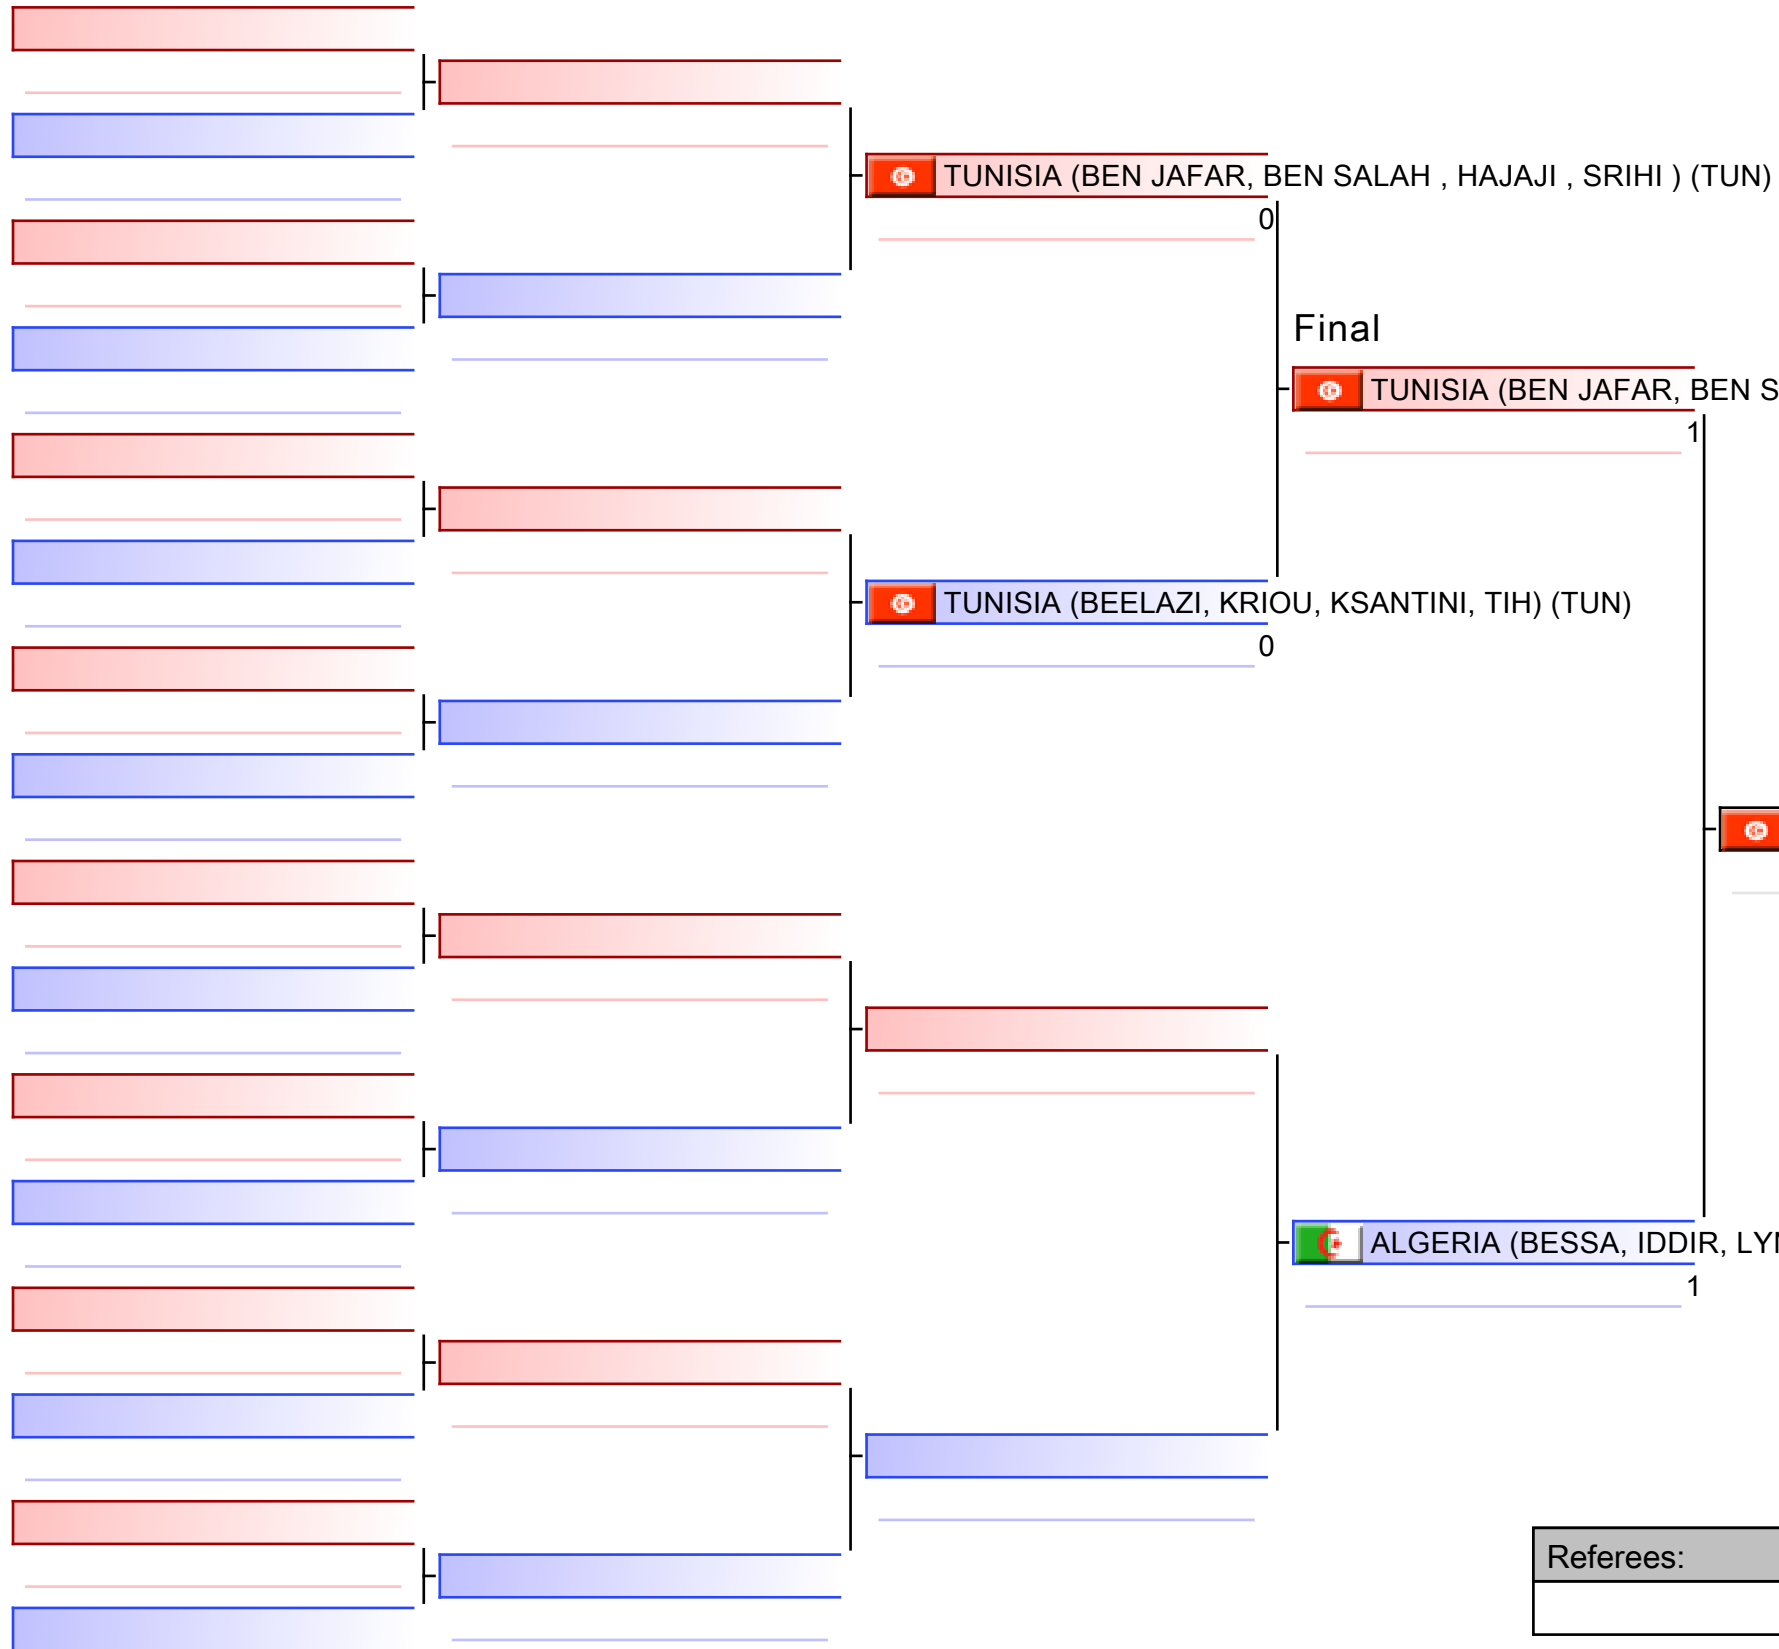 TUNISIA (BEN JAFAR, BEN SALAH , HAJAJI , SRIHI ) (TUN)
0
Final
TUNISIA (BEN JAFAR, BEN S
1
TUNISIA (BEELAZI, KRIOU, KSANTINI, TIH) (TUN)
0
ALGERIA (BESSA, IDDIR, LY
1
Referees: